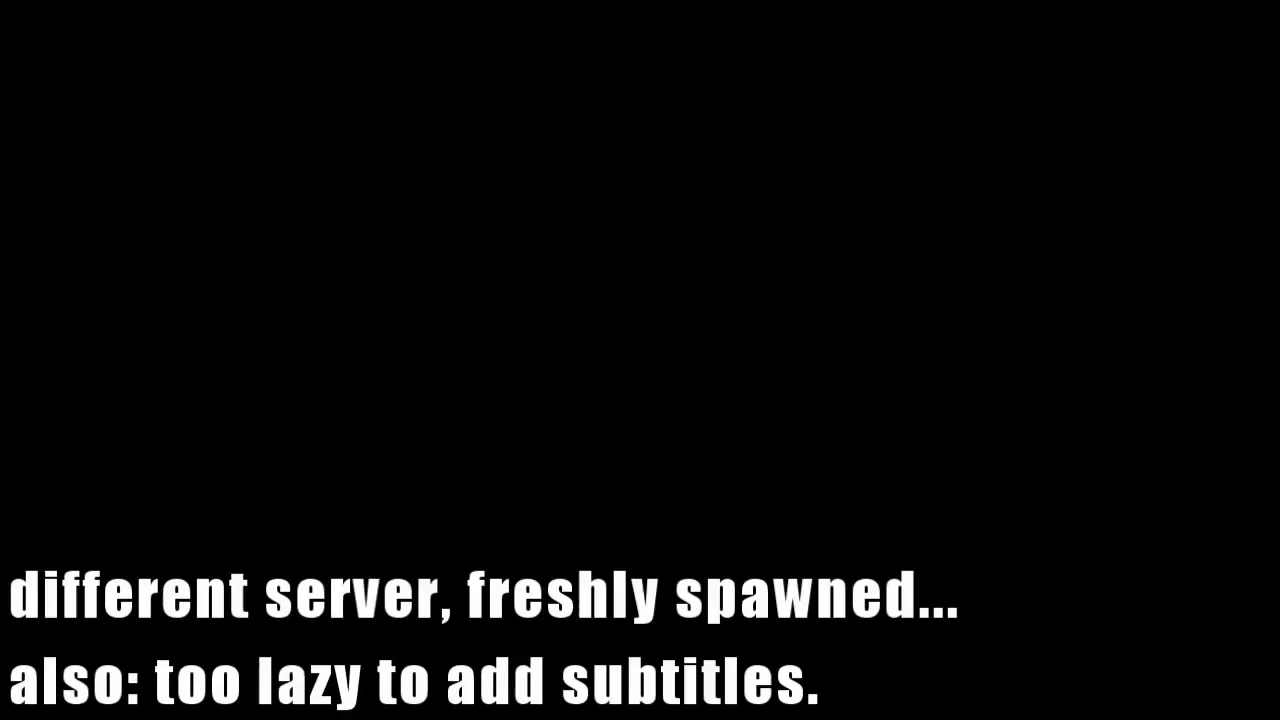 different server, freshly spawned...
also: too lazy to add subtitles.